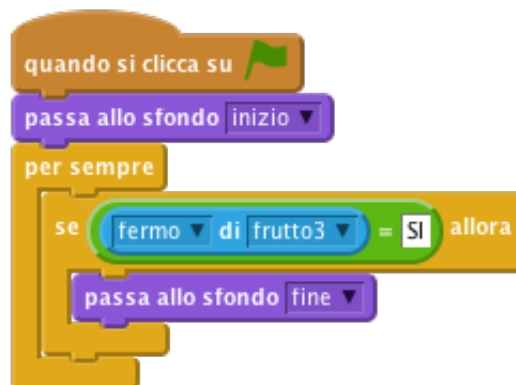 quando si clicca su
passa allo sfondo inizio
per sempre
se fermo di frutto3 = SI allora
passa allo sfondo fine